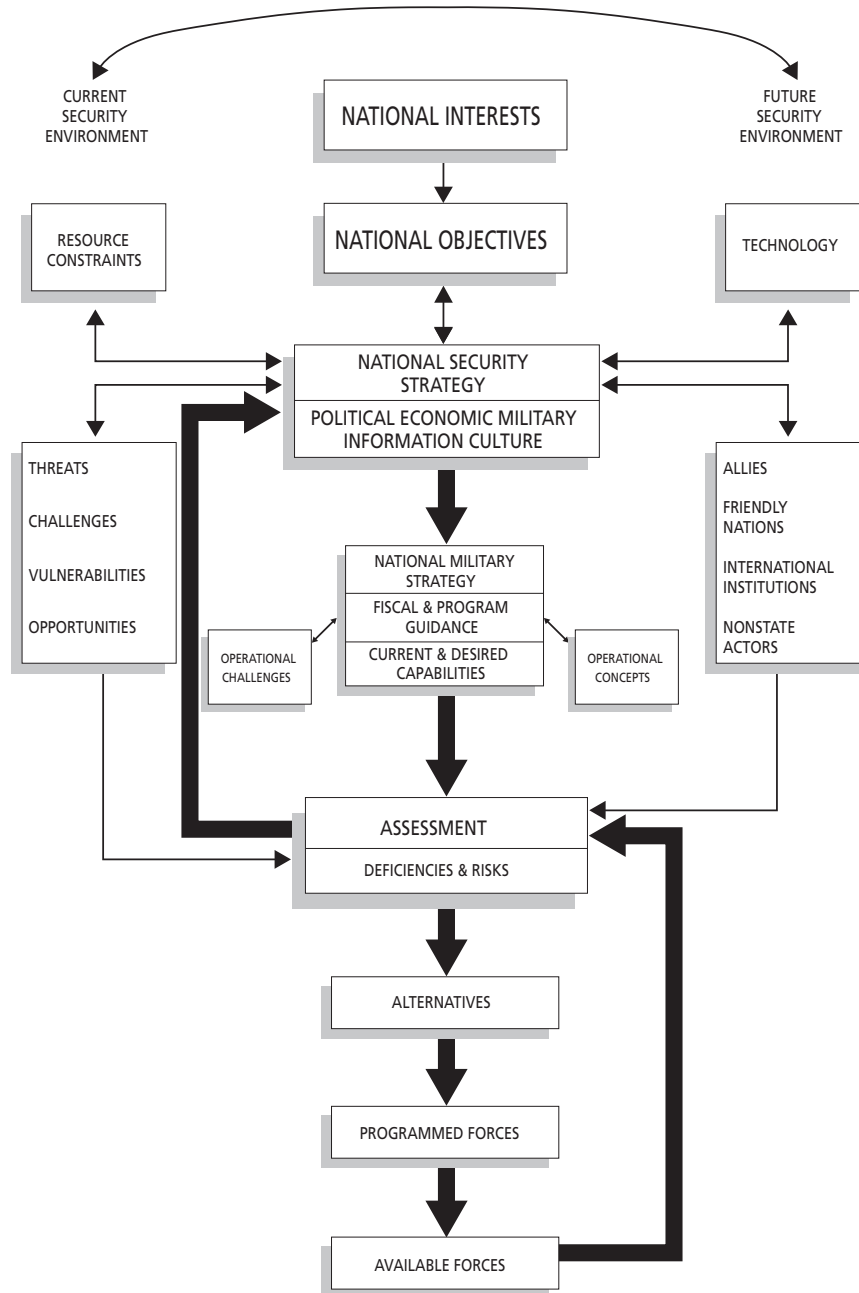 CURRENT
SECURITY
ENVIRONMENT
NATIONAL INTERESTS
FUTURE
SECURITY
ENVIRONMENT
RESOURCE
CONSTRAINTS
NATIONAL OBJECTIVES
TECHNOLOGY
NATIONAL SECURITY
STRATEGY
POLITICAL ECONOMIC MILITARY
INFORMATION CULTURE
THREATS
CHALLENGES
VULNERABILITIES
OPPORTUNITIES
ALLIES
FRIENDLY
NATIONS
INTERNATIONAL
INSTITUTIONS
NONSTATE
ACTORS
NATIONAL MILITARY
STRATEGY
FISCAL & PROGRAM
GUIDANCE
CURRENT & DESIRED
CAPABILITIES
OPERATIONAL
CHALLENGES
OPERATIONAL
CONCEPTS
ASSESSMENT
DEFICIENCIES & RISKS
ALTERNATIVES
PROGRAMMED FORCES
AVAILABLE FORCES